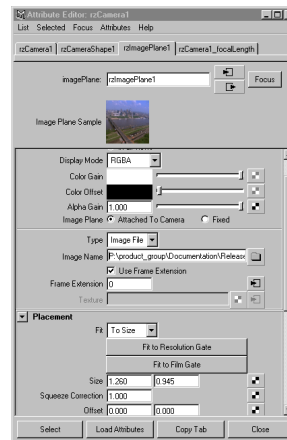 Attribute Editor: rzCamera1
List Selected Focus Attributes Help
rzCamera1 rzCameraShape1 rzImagePlane1 rzCamera1_focalLength
imagePlane: rzImagePlane1
Focus
Image Plane Sample
Display Mode RGBA
Color Gain
Color Offset
Alpha Gain 1.000
Image Plane Attached To Camera Fixed
Type Image File
Image Name P:\product_group\Documentation\Release
Use Frame Extension
Frame Extension 0
Texture
Placement
Fit To Size
Fit to Resolution Gate
Fit to Film Gate
Size 1.260 0.945
Squeeze Correction 1.000
Offset 0.000 0.000
Select Load Attributes Copy Tab Close